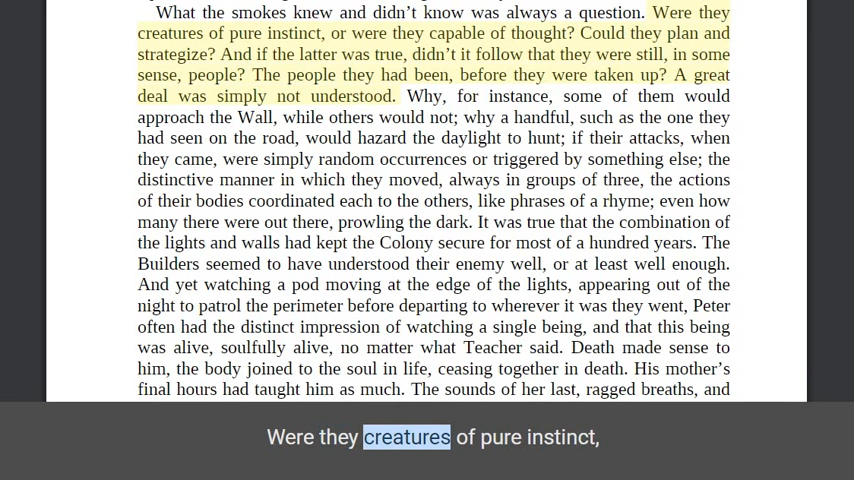 What the smokes knew and didn’t know was always a question. Were they
creatures of pure instinct, or were they capable of thought? Could they plan and
strategize? And if the latter was true, didn’t it follow that they were still, in some
sense, people? The people they had been, before they were taken up? A great
deal was simply not understood. Why, for instance, some of them would
approach the Wall, while others would not; why a handful, such as the one they
had seen on the road, would hazard the daylight to hunt; if their attacks, when
they came, were simply random occurrences or triggered by something else; the
distinctive manner in which they moved, always in groups of three, the actions
of their bodies coordinated each to the others, like phrases of a rhyme; even how
many there were out there, prowling the dark. It was true that the combination of
the lights and walls had kept the Colony secure for most of a hundred years. The
Builders seemed to have understood their enemy well, or at least well enough.
And yet watching a pod moving at the edge of the lights, appearing out of the
night to patrol the perimeter before departing to wherever it was they went, Peter
often had the distinct impression of watching a single being, and that this being
was alive, soulfully alive, no matter what Teacher said. Death made sense to
him, the body joined to the soul in life, ceasing together in death. His mother’s
final hours had taught him as much. The sounds of her last, ragged breaths, and
Were they creatures of pure instinct,